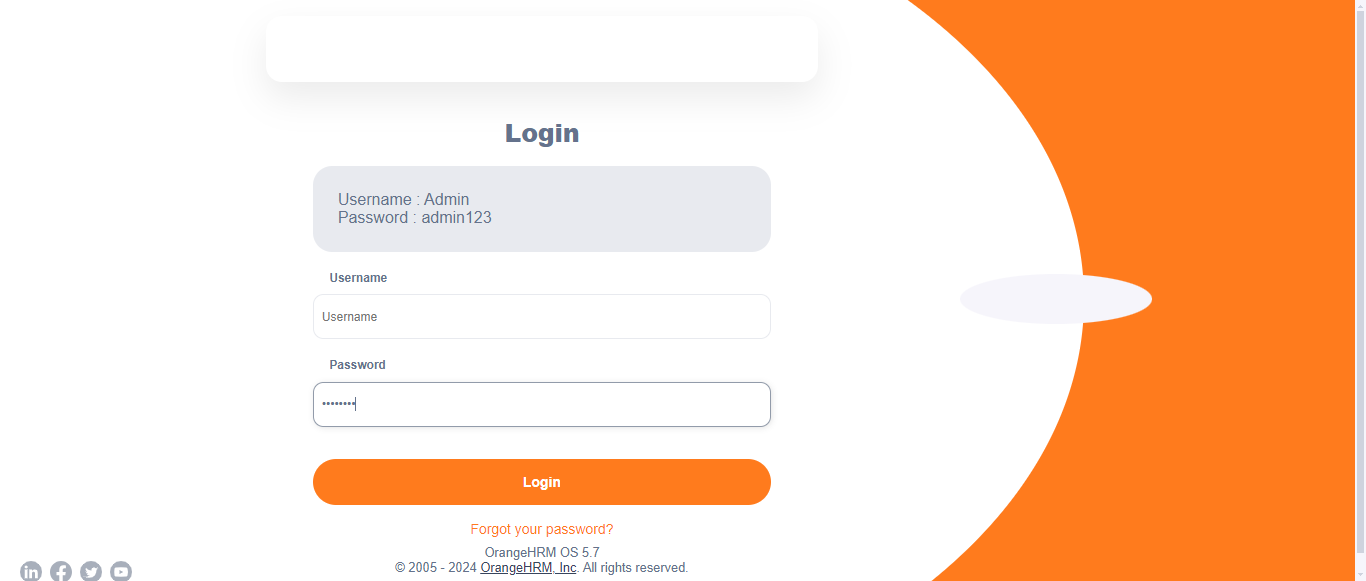 Login
Username : Admin
Password : admin123
Username
Username
Password
••••••••
Login
Forgot your password?
OrangeHRM OS 5.7
© 2005 - 2024 OrangeHRM, Inc. All rights reserved.
in